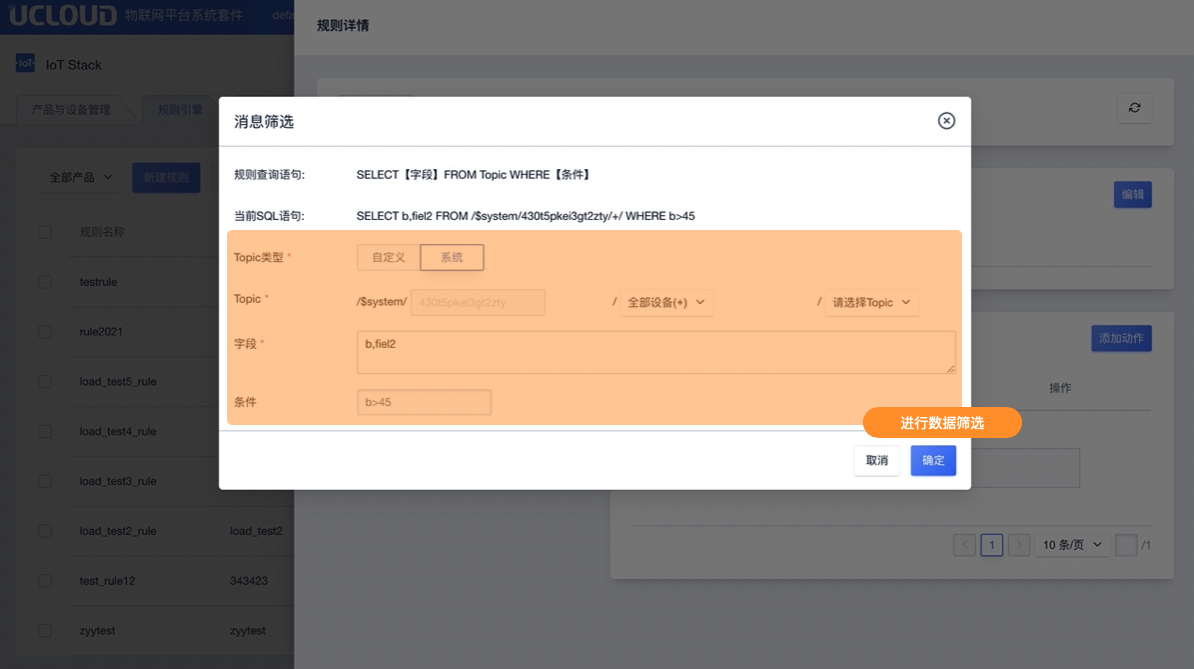 UCLOUD 物联网平台系统套件 defa
规则详情
IoT IoT Stack
产品与设备管理 规则引擎
全部产品 新建规则
规则名称
testrule
rule2021
load_test5_rule
load_test4_rule
load_test3_rule
load_test2_rule load_test2
test_rule12 343423
zyytest zyytest
消息筛选
规则查询语句: SELECT【字段】FROM Topic WHERE【条件】
当前SQL语句: SELECT b,fiel2 FROM /$system/430t5pkei3gt2zty/+/ WHERE b>45
Topic类型 * 自定义 系统
Topic * /$system/ 430t5pkei3gt2zty / 全部设备(+) / 请选择Topic
字段 * b,fiel2
条件 b>45
进行数据筛选
取消 确定
编辑
添加动作
操作
1 10 条/页 /1